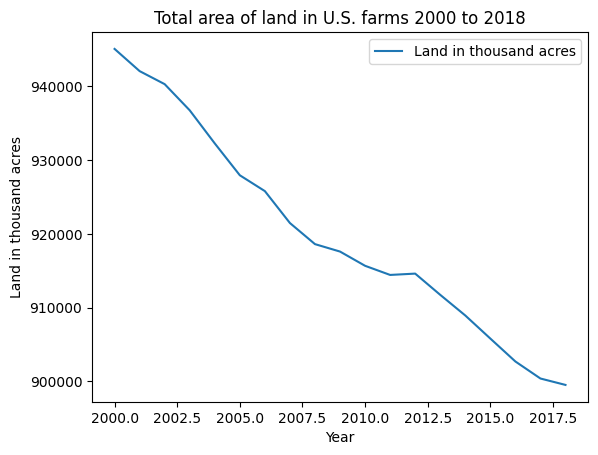 Total area of land in U.S. farms 2000 to 2018
Land in thousand acres
Land in thousand acres
940000
930000
920000
910000
900000
2000.0 2002.5 2005.0 2007.5 2010.0 2012.5 2015.0 2017.5
Year